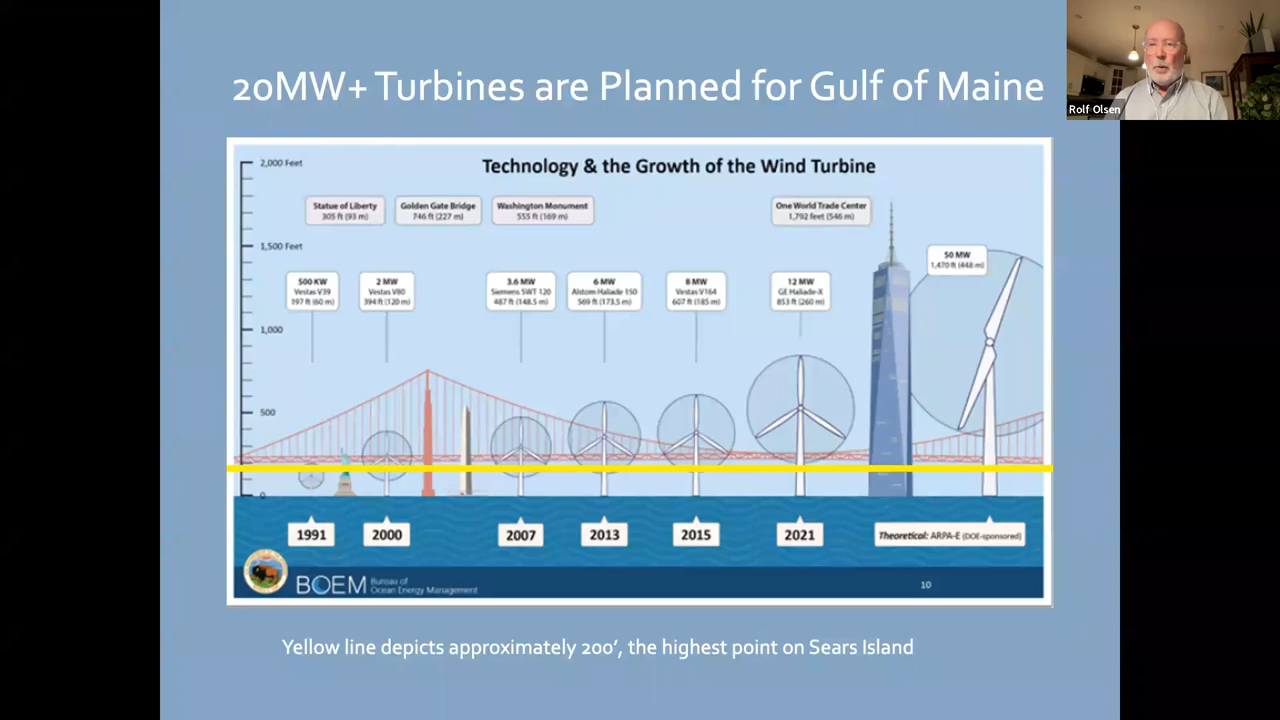 20MW+ Turbines are Planned for Gulf of Maine
Rolf Olsen
Technology & the Growth of the Wind Turbine
2,000 Feet
Statue of Liberty
305 ft (93 m)
Golden Gate Bridge
746 ft (227 m)
Washington Monument
555 ft (169 m)
One World Trade Center
1,792 feet (546 m)
1,500 Feet
50 MW
1,470 ft (448 m)
500 KW
Vestas V39
197 ft (60 m)
2 MW
Vestas V80
394 ft (120 m)
3.6 MW
Siemens SWT 120
487 ft (148.5 m)
6 MW
Alstom Haliade 150
569 ft (173.5 m)
8 MW
Vestas V164
607 ft (185 m)
12 MW
GE Haliade-X
853 ft (260 m)
1,000
500
0
1991
2000
2007
2013
2015
2021
Theoretical: ARPA-E (DOE-sponsored)
BOEM
Bureau of
Ocean Energy Management
10
Yellow line depicts approximately 200’, the highest point on Sears Island